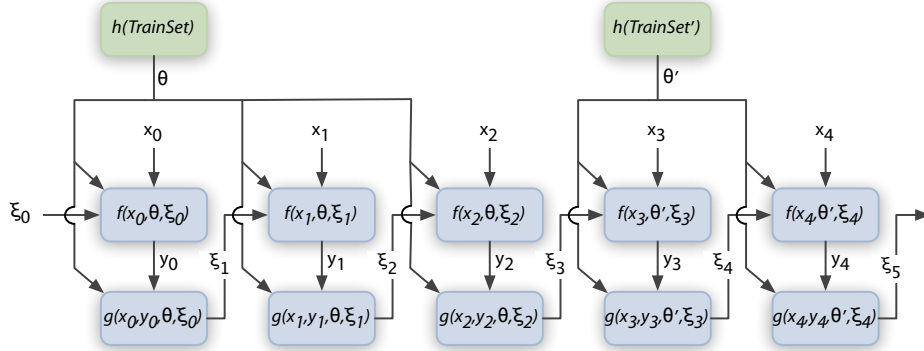 h(TrainSet) h(TrainSet')
θ θ'
x₀ x₁ x₂ x₃ x₄
ξ₀ f(x₀,θ,ξ₀) f(x₁,θ,ξ₁) f(x₂,θ,ξ₂) f(x₃,θ',ξ₃) f(x₄,θ',ξ₄)
y₀ ξ₁ y₁ ξ₂ y₂ ξ₃ y₃ ξ₄ y₄ ξ₅
g(x₀,y₀,θ,ξ₀) g(x₁,y₁,θ,ξ₁) g(x₂,y₂,θ,ξ₂) g(x₃,y₃,θ',ξ₃) g(x₄,y₄,θ',ξ₄)